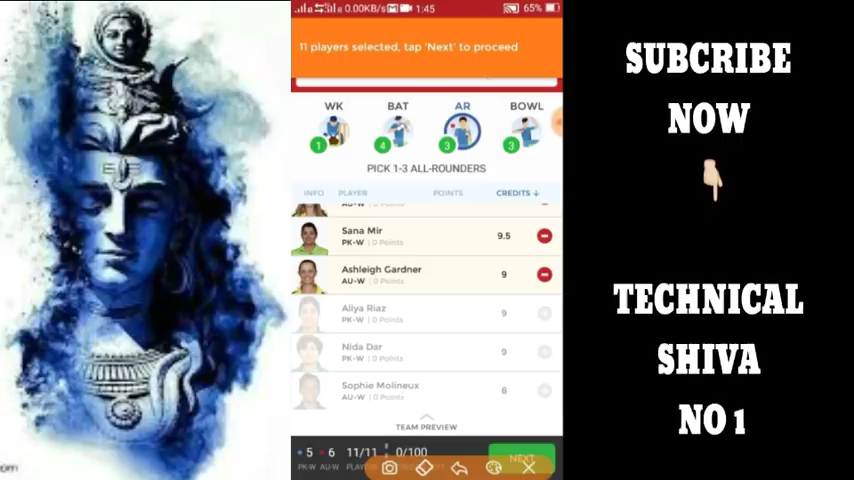 0.00KB/s 1:45 65%
11 players selected, tap 'Next' to proceed
WK BAT AR BOWL
1 4 3 3
PICK 1-3 ALL-ROUNDERS
INFO PLAYER POINTS CREDITS ↓
AU-W
Sana Mir 9.5
PK-W | 0 Points
Ashleigh Gardner 9
AU-W | 0 Points
Aliya Riaz 9
PK-W | 0 Points
Nida Dar 9
PK-W | 0 Points
Sophie Molineux 8
AU-W | 0 Points
TEAM PREVIEW
5 6 11/11 0/100 NEXT
PK-W AU-W
SUBCRIBE
NOW
TECHNICAL
SHIVA
NO 1